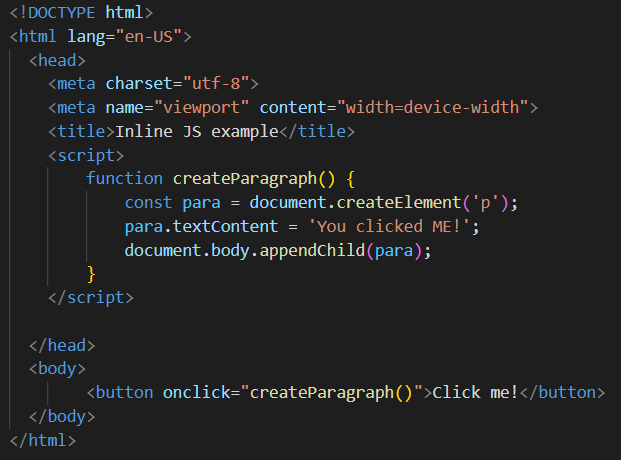 <!DOCTYPE html>
<html lang="en-US">
  <head>
    <meta charset="utf-8">
    <meta name="viewport" content="width=device-width">
    <title>Inline JS example</title>
    <script>
        function createParagraph() {
            const para = document.createElement('p');
            para.textContent = 'You clicked ME!';
            document.body.appendChild(para);
        }
    </script>

  </head>
  <body>
        <button onclick="createParagraph()">Click me!</button>
  </body>
</html>